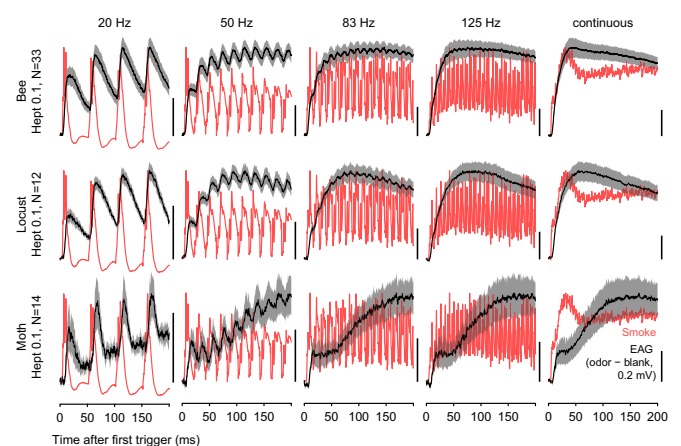 20 Hz 50 Hz 83 Hz 125 Hz continuous
Bee
Hept 0.1, N=33
Locust
Hept 0.1, N=12
Moth
Hept 0.1, N=14
Smoke
EAG
(odor − blank,
0.2 mV)
0 50 100 150 0 50 100 150 200 0 50 100 150 200 0 50 100 150 200 0 50 100 150 200
Time after first trigger (ms)